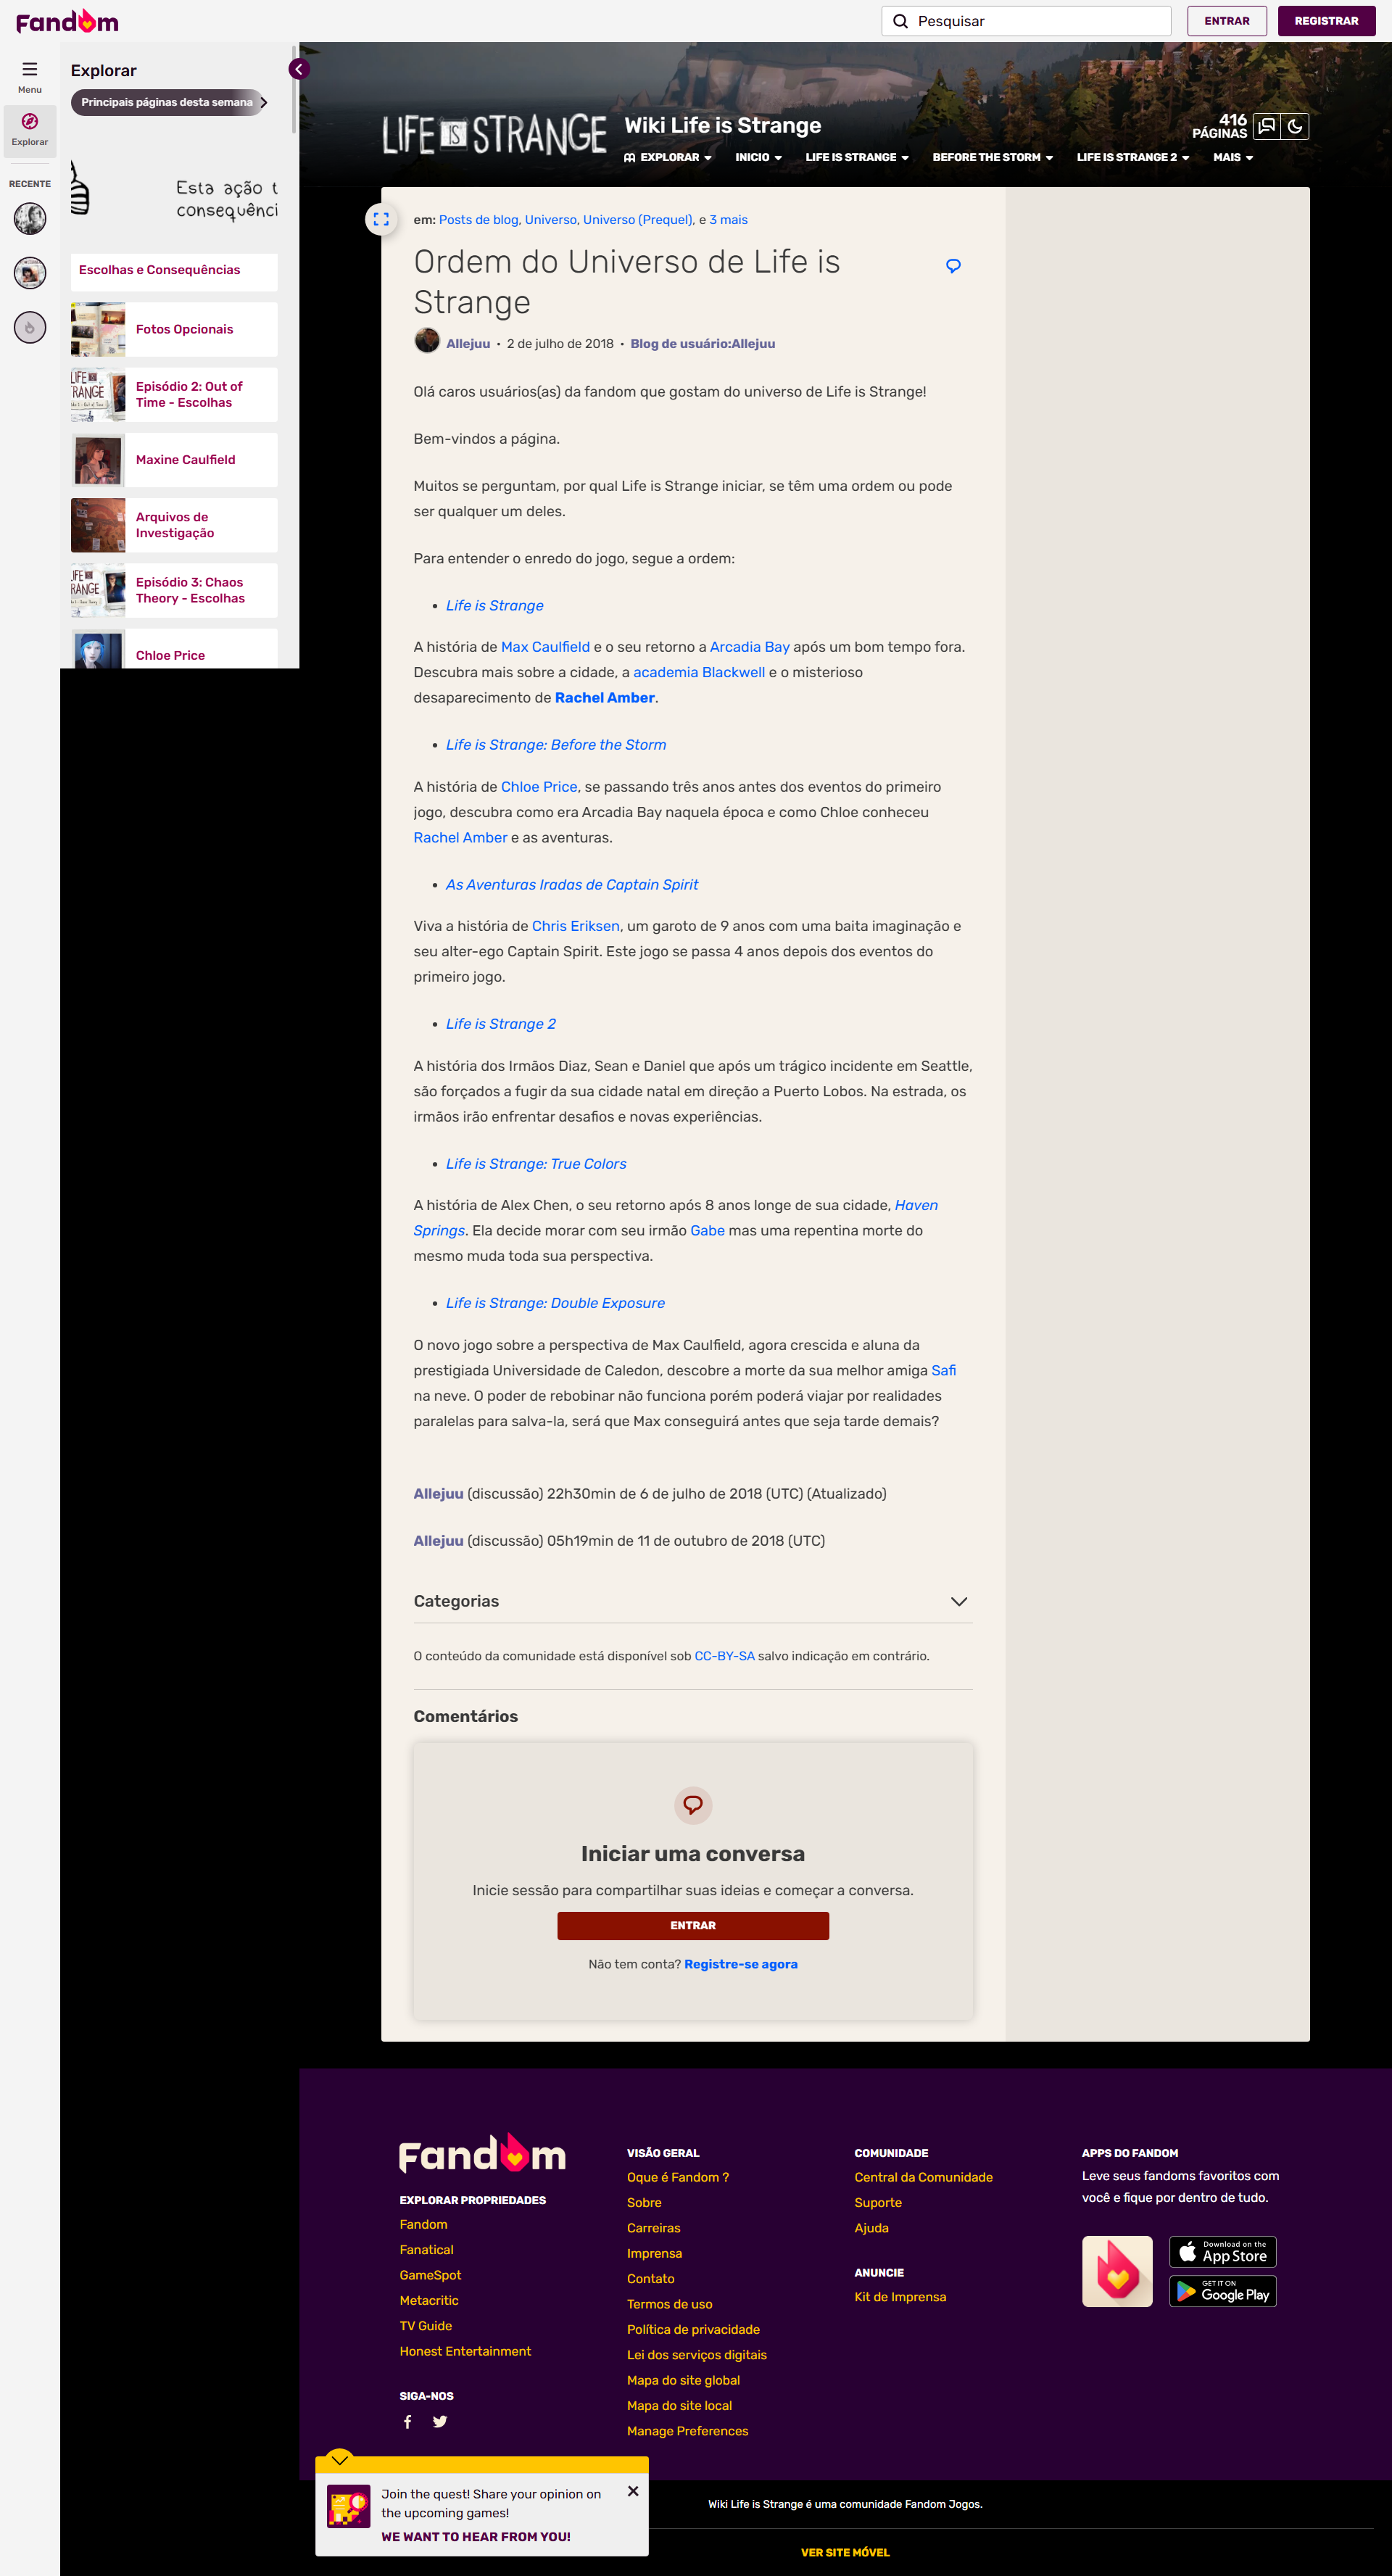 Fandom
Pesquisar
ENTRAR
REGISTRAR
Menu
Explorar
RECENTE
Explorar
Principais páginas desta semana
Esta ação t
consequênci
Escolhas e Consequências
Fotos Opcionais
Episódio 2: Out of
Time - Escolhas
Maxine Caulfield
Arquivos de
Investigação
Episódio 3: Chaos
Theory - Escolhas
Chloe Price
LIFE IS STRANGE
Wiki Life is Strange
416
PÁGINAS
EXPLORAR
INICIO
LIFE IS STRANGE
BEFORE THE STORM
LIFE IS STRANGE 2
MAIS
em: Posts de blog, Universo, Universo (Prequel), e 3 mais
Ordem do Universo de Life is
Strange
Allejuu • 2 de julho de 2018 • Blog de usuário:Allejuu
Olá caros usuários(as) da fandom que gostam do universo de Life is Strange!
Bem-vindos a página.
Muitos se perguntam, por qual Life is Strange iniciar, se têm uma ordem ou pode
ser qualquer um deles.
Para entender o enredo do jogo, segue a ordem:
• Life is Strange
A história de Max Caulfield e o seu retorno a Arcadia Bay após um bom tempo fora.
Descubra mais sobre a cidade, a academia Blackwell e o misterioso
desaparecimento de Rachel Amber.
• Life is Strange: Before the Storm
A história de Chloe Price, se passando três anos antes dos eventos do primeiro
jogo, descubra como era Arcadia Bay naquela época e como Chloe conheceu
Rachel Amber e as aventuras.
• As Aventuras Iradas de Captain Spirit
Viva a história de Chris Eriksen, um garoto de 9 anos com uma baita imaginação e
seu alter-ego Captain Spirit. Este jogo se passa 4 anos depois dos eventos do
primeiro jogo.
• Life is Strange 2
A história dos Irmãos Diaz, Sean e Daniel que após um trágico incidente em Seattle,
são forçados a fugir da sua cidade natal em direção a Puerto Lobos. Na estrada, os
irmãos irão enfrentar desafios e novas experiências.
• Life is Strange: True Colors
A história de Alex Chen, o seu retorno após 8 anos longe de sua cidade, Haven
Springs. Ela decide morar com seu irmão Gabe mas uma repentina morte do
mesmo muda toda sua perspectiva.
• Life is Strange: Double Exposure
O novo jogo sobre a perspectiva de Max Caulfield, agora crescida e aluna da
prestigiada Universidade de Caledon, descobre a morte da sua melhor amiga Safi
na neve. O poder de rebobinar não funciona porém poderá viajar por realidades
paralelas para salva-la, será que Max conseguirá antes que seja tarde demais?
Allejuu (discussão) 22h30min de 6 de julho de 2018 (UTC) (Atualizado)
Allejuu (discussão) 05h19min de 11 de outubro de 2018 (UTC)
Categorias
O conteúdo da comunidade está disponível sob CC-BY-SA salvo indicação em contrário.
Comentários
Iniciar uma conversa
Inicie sessão para compartilhar suas ideias e começar a conversa.
ENTRAR
Não tem conta? Registre-se agora
Fandom
EXPLORAR PROPRIEDADES
Fandom
Fanatical
GameSpot
Metacritic
TV Guide
Honest Entertainment
SIGA-NOS
VISÃO GERAL
Oque é Fandom ?
Sobre
Carreiras
Imprensa
Contato
Termos de uso
Política de privacidade
Lei dos serviços digitais
Mapa do site global
Mapa do site local
Manage Preferences
COMUNIDADE
Central da Comunidade
Suporte
Ajuda
ANUNCIE
Kit de Imprensa
APPS DO FANDOM
Leve seus fandoms favoritos com
você e fique por dentro de tudo.
Download on the
App Store
GET IT ON
Google Play
Join the quest! Share your opinion on
the upcoming games!
WE WANT TO HEAR FROM YOU!
Wiki Life is Strange é uma comunidade Fandom Jogos.
VER SITE MÓVEL